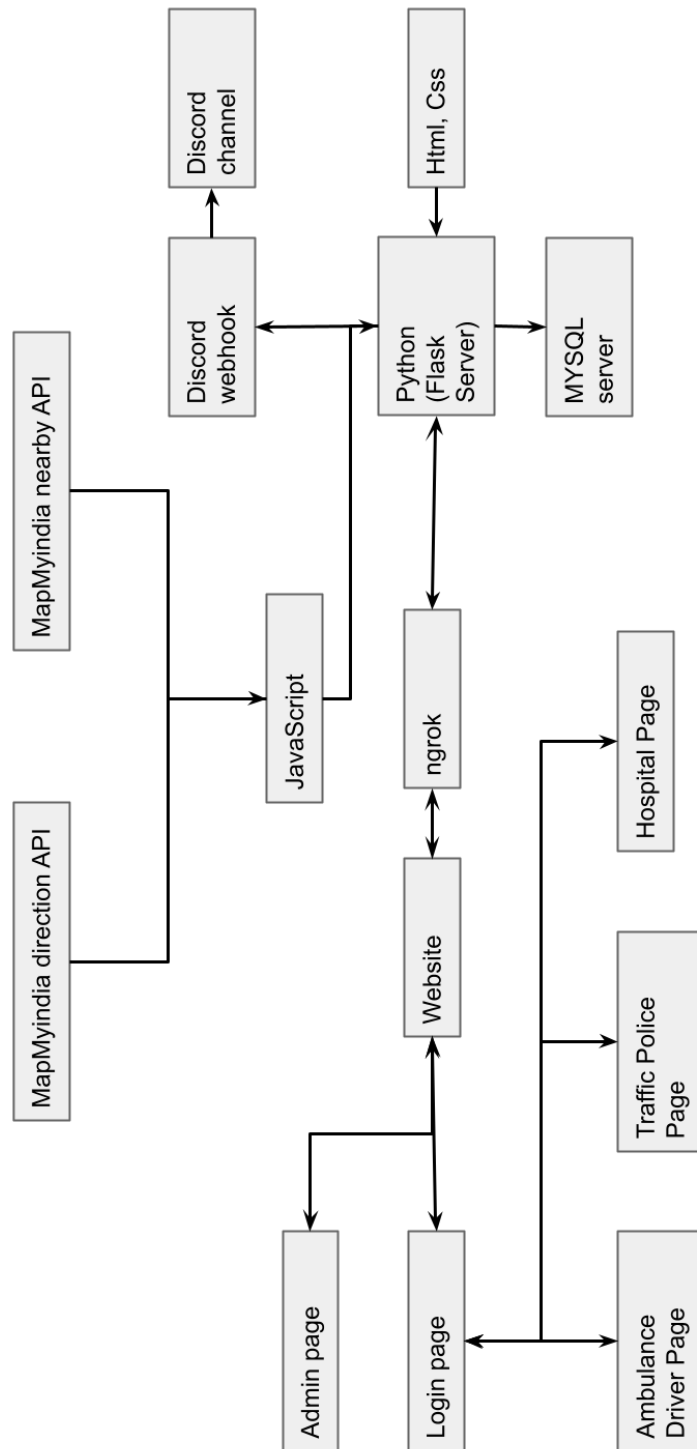 MapMyindia direction API
MapMyindia nearby API
Discord
webhook
Discord
channel
JavaScript
Admin page
Login page
Website
ngrok
Python
(Flask
Server)
Html, Css
MYSQL
server
Ambulance
Driver Page
Traffic Police
Page
Hospital Page